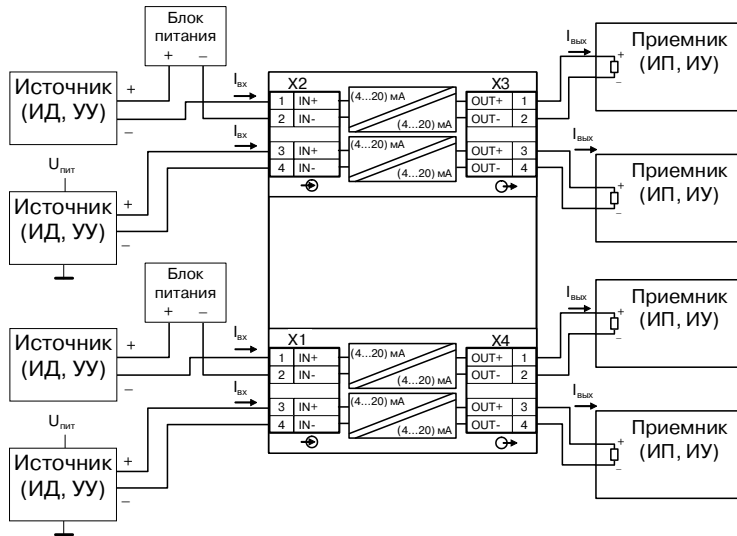 Блок
питания
+ −
Источник
(ИД, УУ)
+
−
Iвх
X2
1 IN+
2 IN-
Iвх
3 IN+
4 IN-
(4...20) мА
(4...20) мА
(4...20) мА
(4...20) мА
X3
OUT+ 1
OUT- 2
OUT+ 3
OUT- 4
Iвых
+
−
Приемник
(ИП, ИУ)
Iвых
+
−
Приемник
(ИП, ИУ)
Uпит
Источник
(ИД, УУ)
+
−
Блок
питания
+ −
Источник
(ИД, УУ)
+
−
Iвх
X1
1 IN+
2 IN-
Iвх
3 IN+
4 IN-
(4...20) мА
(4...20) мА
(4...20) мА
(4...20) мА
X4
OUT+ 1
OUT- 2
OUT+ 3
OUT- 4
Iвых
+
−
Приемник
(ИП, ИУ)
Iвых
+
−
Приемник
(ИП, ИУ)
Uпит
Источник
(ИД, УУ)
+
−